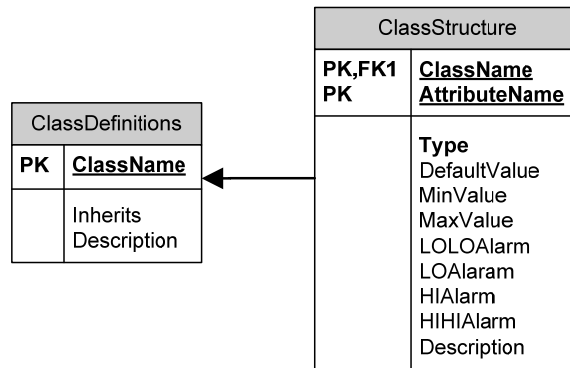 ClassDefinitions
PK ClassName
Inherits
Description
ClassStructure
PK,FK1 ClassName
PK AttributeName
Type
DefaultValue
MinValue
MaxValue
LOLOAlarm
LOAlaram
HIAlarm
HIHIAlarm
Description